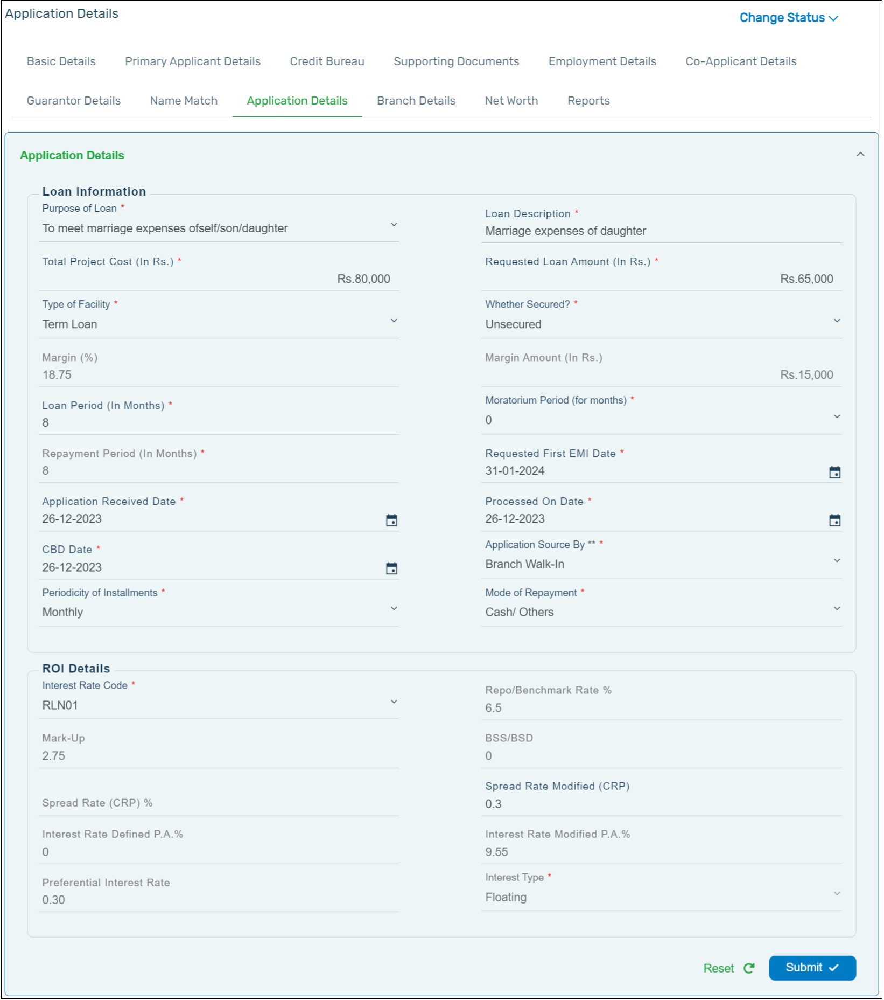 Application Details
Change Status
Basic Details Primary Applicant Details Credit Bureau Supporting Documents Employment Details Co-Applicant Details
Guarantor Details Name Match Application Details Branch Details Net Worth Reports
Application Details
Loan Information
Purpose of Loan *
To meet marriage expenses ofself/son/daughter
Loan Description *
Marriage expenses of daughter
Total Project Cost (In Rs.) *
Rs.80,000
Requested Loan Amount (In Rs.) *
Rs.65,000
Type of Facility *
Term Loan
Whether Secured? *
Unsecured
Margin (%)
18.75
Margin Amount (In Rs.)
Rs.15,000
Loan Period (In Months) *
8
Moratorium Period (for months) *
0
Repayment Period (In Months) *
8
Requested First EMI Date *
31-01-2024
Application Received Date *
26-12-2023
Processed On Date *
26-12-2023
CBD Date *
26-12-2023
Application Source By ** *
Branch Walk-In
Periodicity of Installments *
Monthly
Mode of Repayment *
Cash/ Others
ROI Details
Interest Rate Code *
RLN01
Repo/Benchmark Rate %
6.5
Mark-Up
2.75
BSS/BSD
0
Spread Rate (CRP) %
Spread Rate Modified (CRP)
0.3
Interest Rate Defined P.A.%
0
Interest Rate Modified P.A.%
9.55
Preferential Interest Rate
0.30
Interest Type *
Floating
Reset
Submit